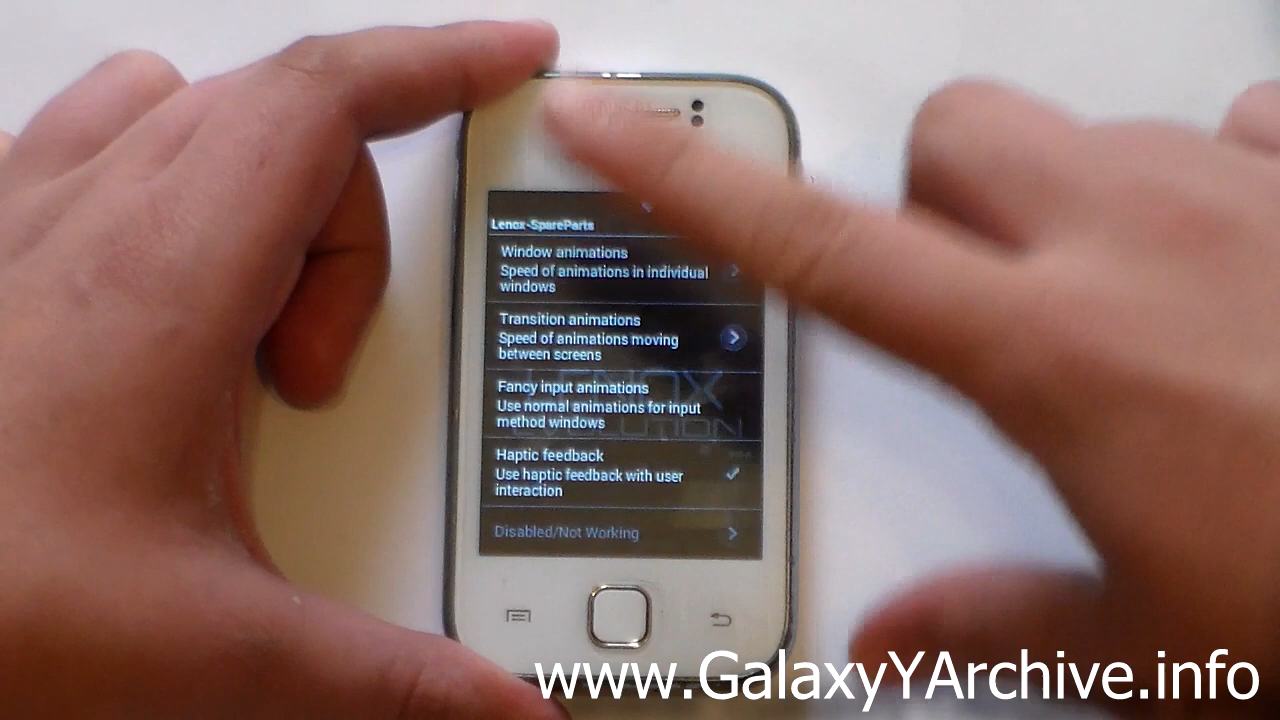 Lenox-SpareParts
Window animations
Speed of animations in individual
windows
Transition animations
Speed of animations moving
between screens
Fancy input animations
Use normal animations for input
method windows
LENOX
EVOLUTION
Haptic feedback
Use haptic feedback with user
interaction
Disabled/Not Working
www.GalaxyYArchive.info